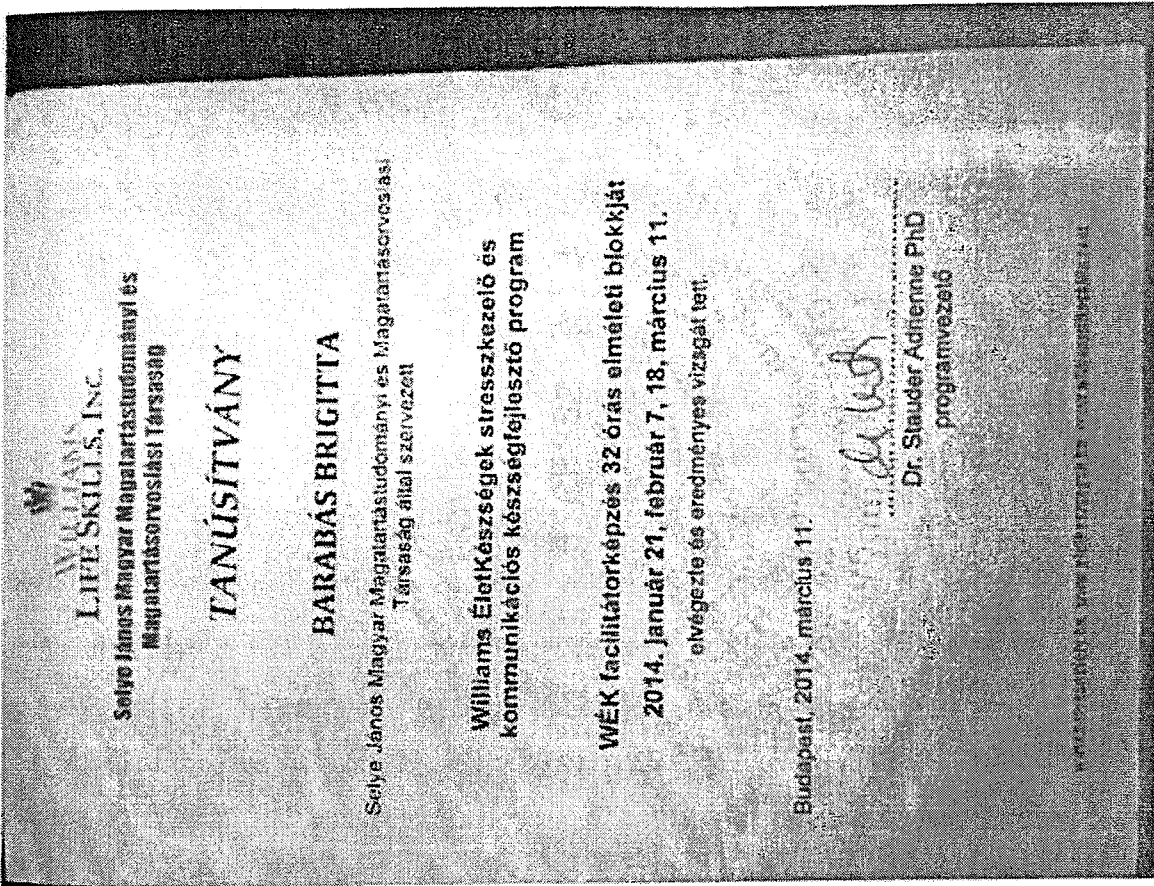 WILLIAMS
LIFESKILLS, INC.
Selye János Magyar Magatartástudományi és
Magatartásorvoslási Társaság
TANÚSÍTVÁNY
BARABÁS BRIGITTA
Selye János Magyar Magatartástudományi és Magatartásorvoslási
Társaság által szervezett
Williams ÉletKészségek stresszkezelő és
kommunikációs készségfejlesztő program
WÉK facilitátorképzés 32 órás elméleti blokkját
2014. január 21, február 7, 18, március 11.
elvégezte és eredményes vizsgát tett.
Budapest, 2014. március 11.
Dr. Stauder Adrienne PhD
programvezető